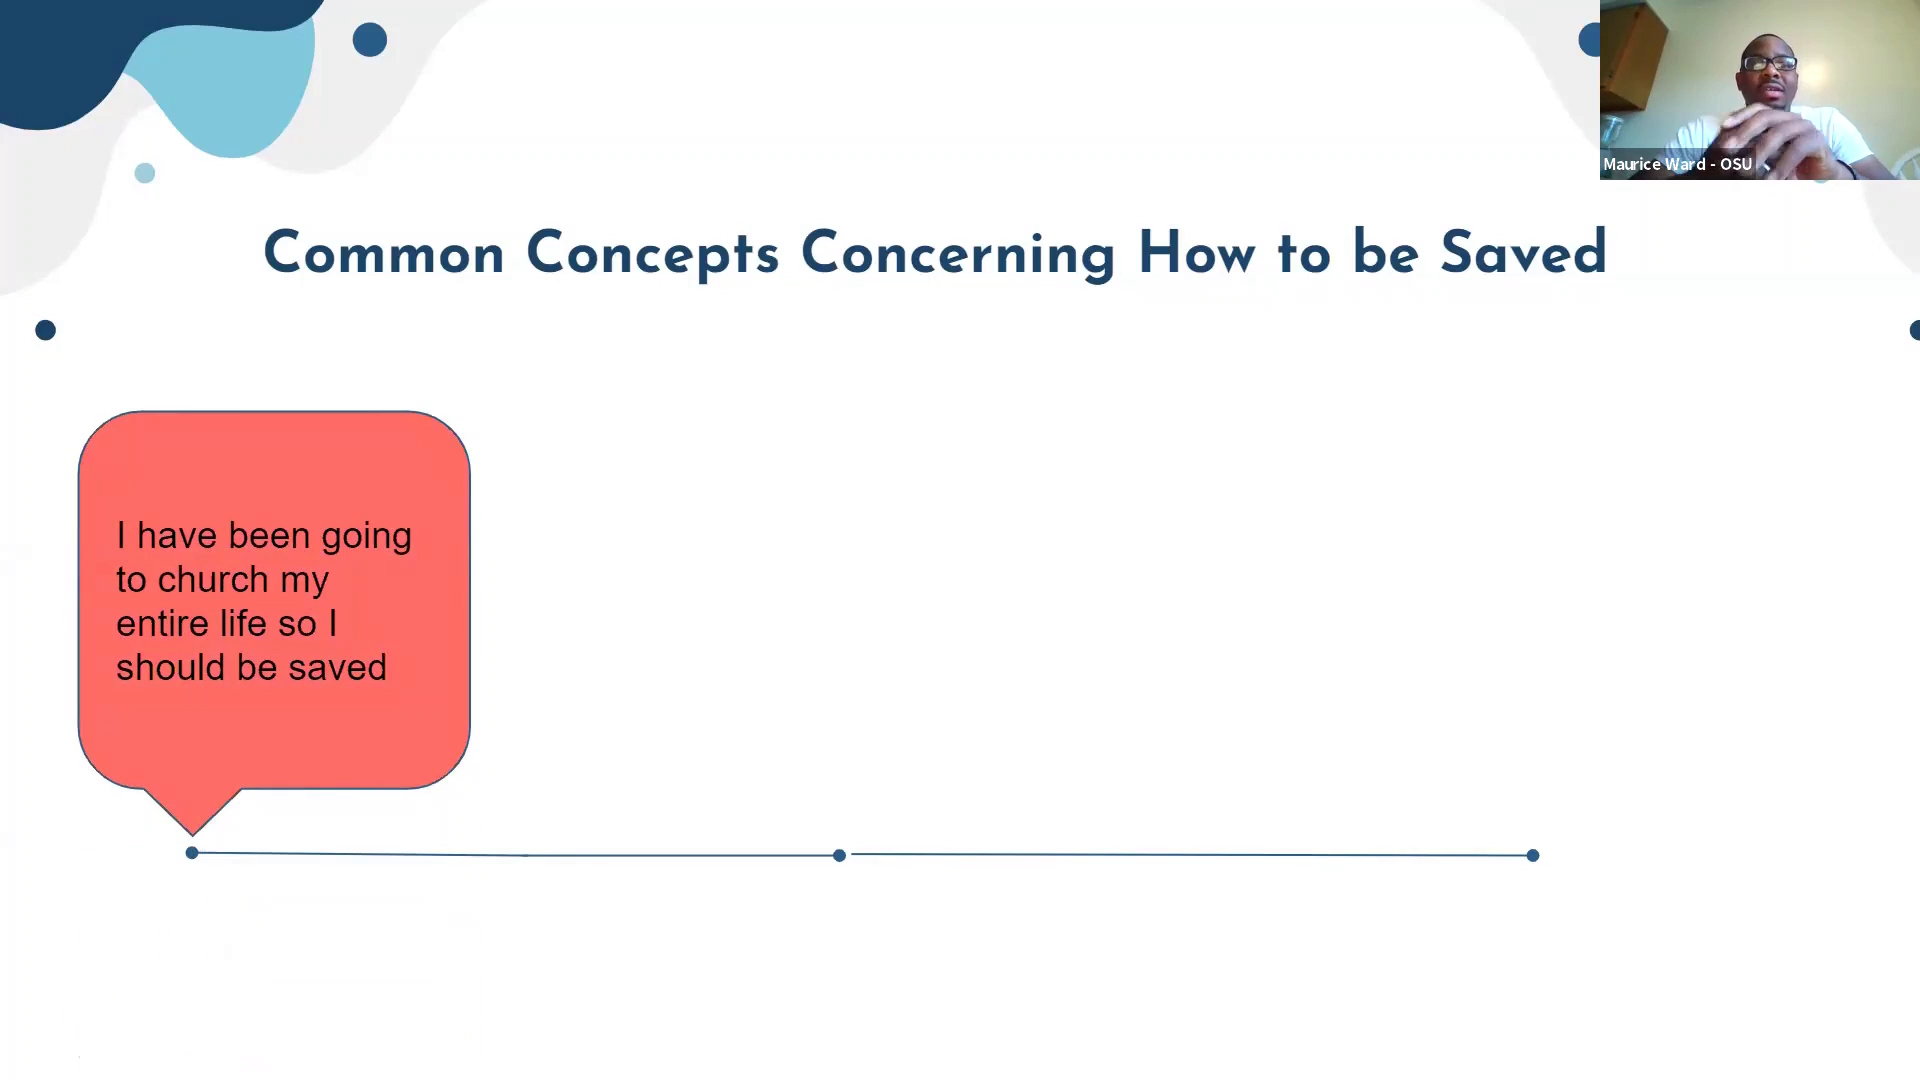 Maurice Ward - OSU
Common Concepts Concerning How to be Saved
I have been going
to church my
entire life so I
should be saved